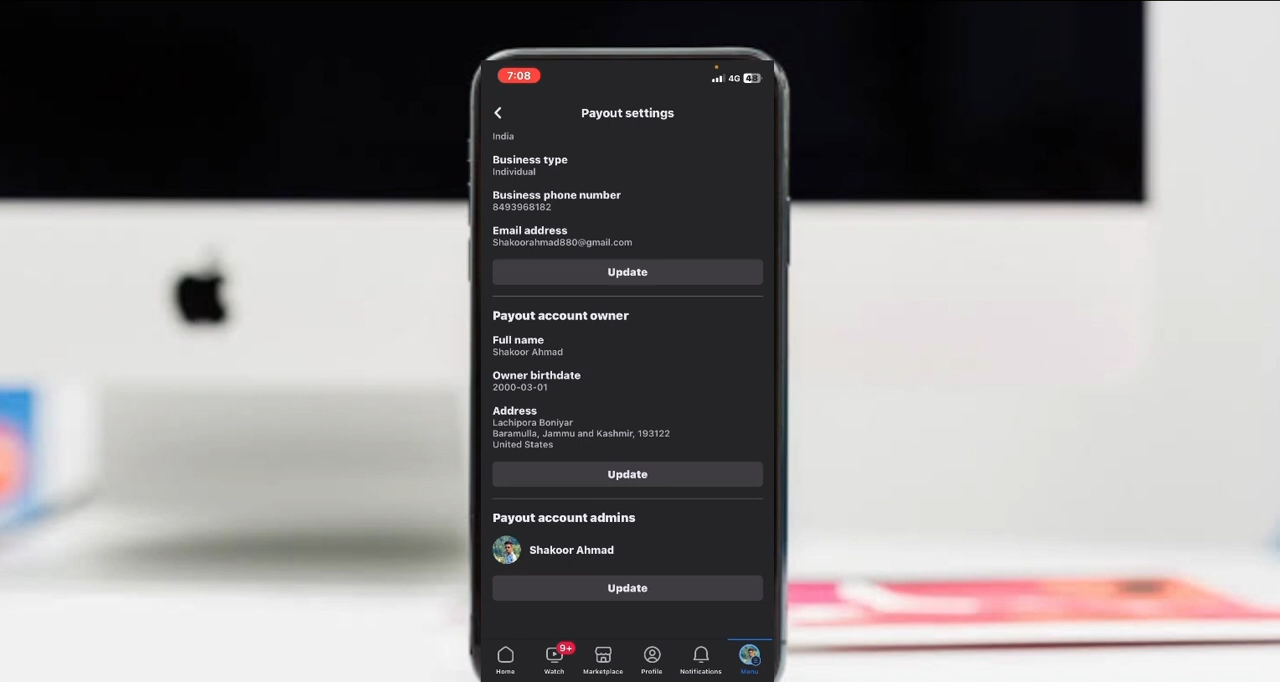 7:08
4G 48
Payout settings
India
Business type
Individual
Business phone number
8493968182
Email address
Shakoorahmad880@gmail.com
Update
Payout account owner
Full name
Shakoor Ahmad
Owner birthdate
2000-03-01
Address
Lachipora Boniyar
Baramulla, Jammu and Kashmir, 193122
United States
Update
Payout account admins
Shakoor Ahmad
Update
9+
Home Watch Marketplace Profile Notifications Menu